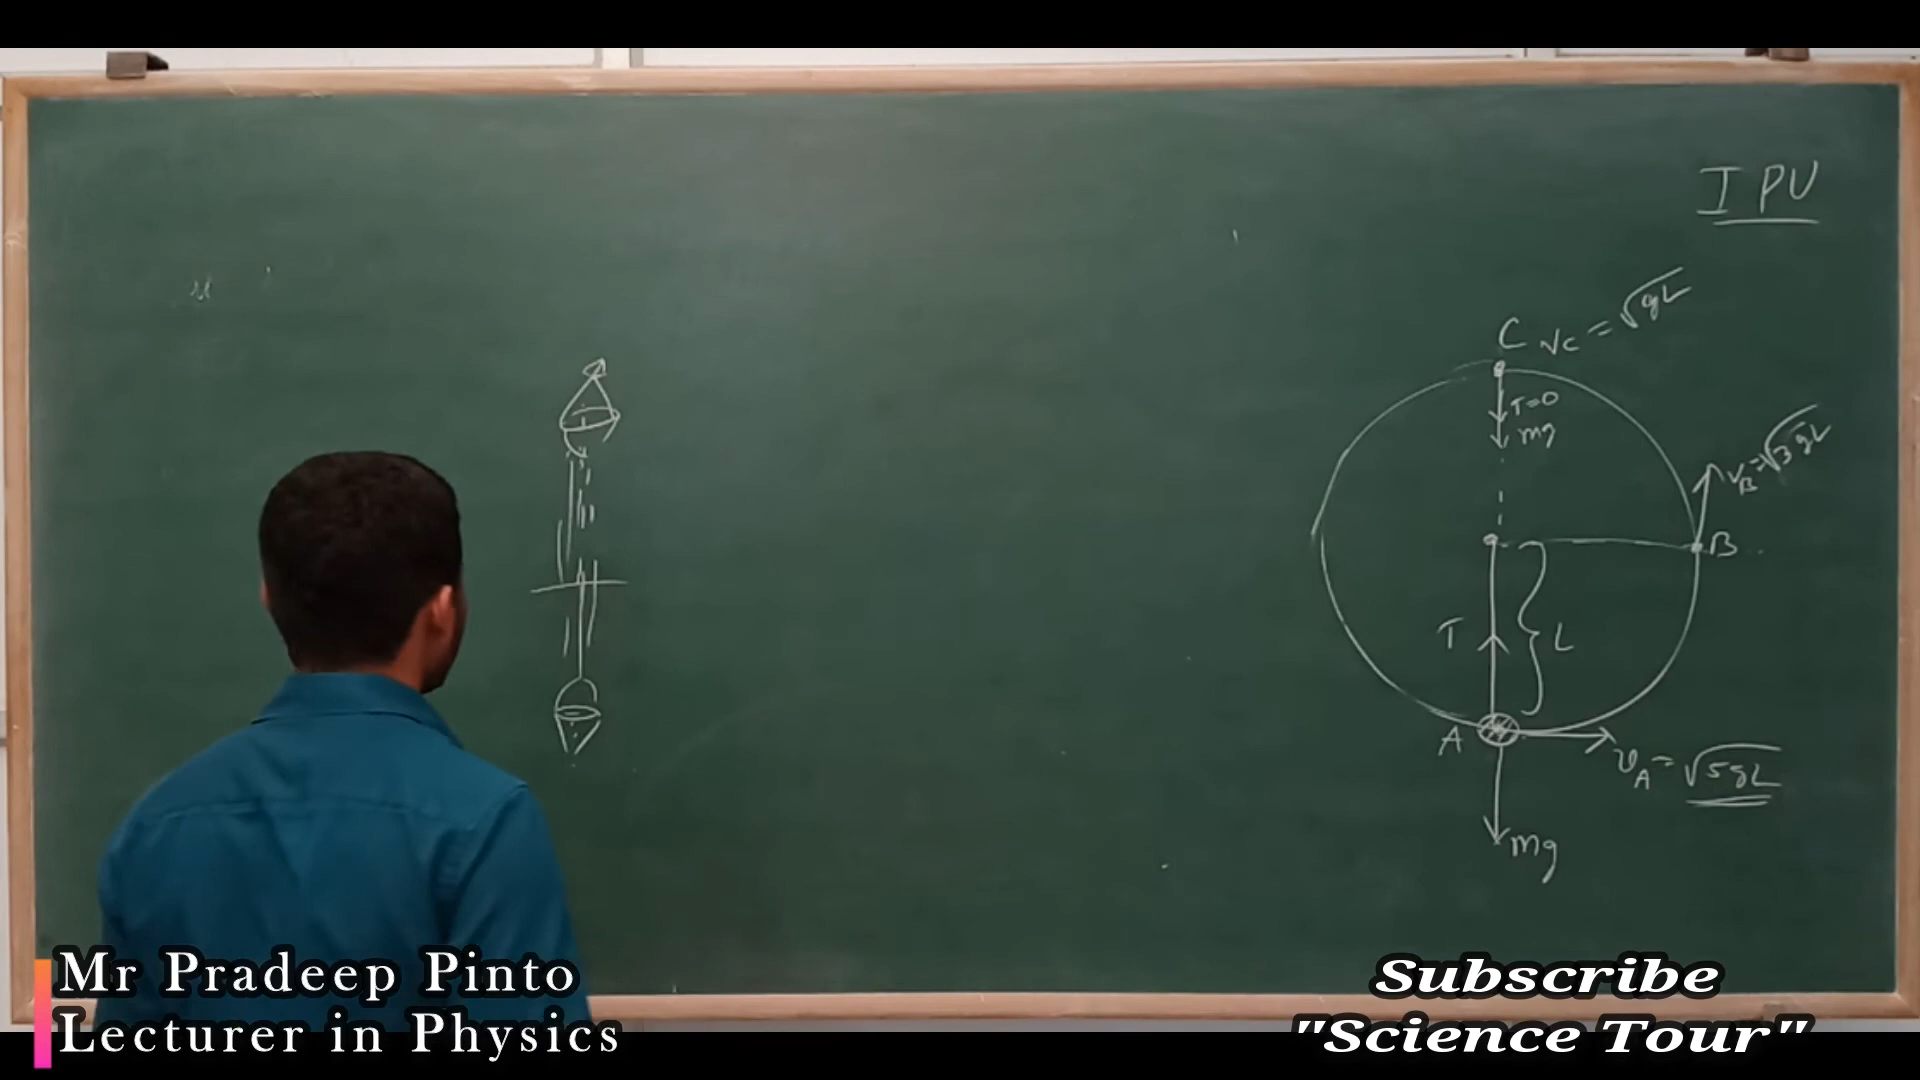 I PU
C vc = √gL
T=0
mg
vB=√3gL
B
T
L
A
vA= √5gL
mg
Mr Pradeep Pinto
Lecturer in Physics
Subscribe
"Science Tour"